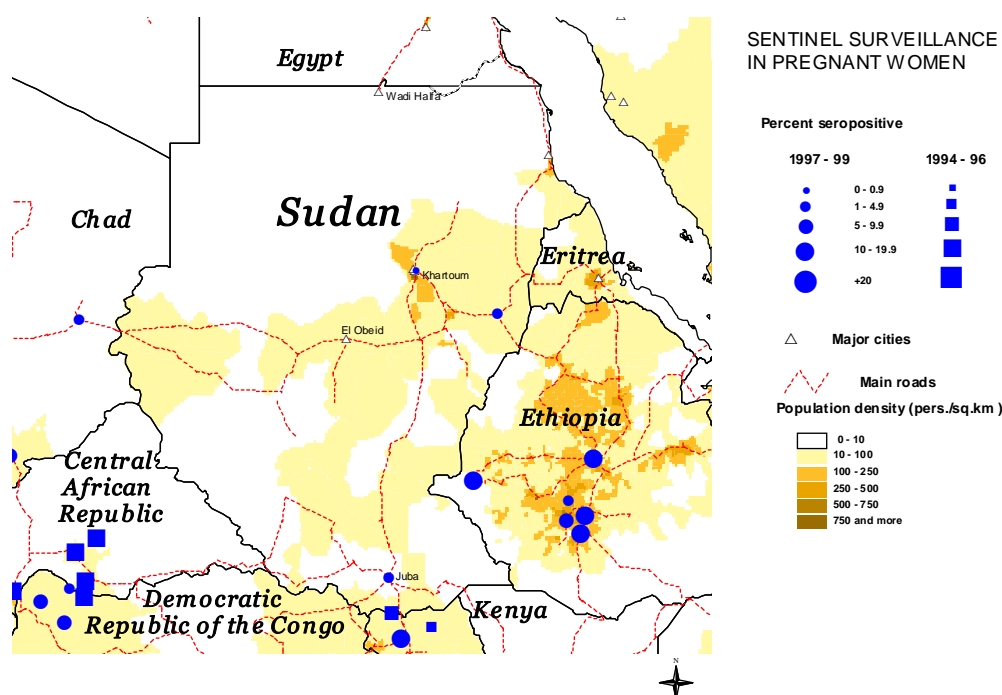 SENTINEL SURVEILLANCE
IN PREGNANT WOMEN
Percent seropositive
1997 - 99 1994 - 96
0 - 0.9
1 - 4.9
5 - 9.9
10 - 19.9
+20
Major cities
Main roads
Population density (pers./sq.km )
0 - 10
10 - 100
100 - 250
250 - 500
500 - 750
750 and more
Egypt
Wadi Halfa
Chad
Sudan
Eritrea
Khartoum
El Obeid
Ethiopia
Central
African
Republic
Juba
Democratic
Republic of the Congo
Kenya
N